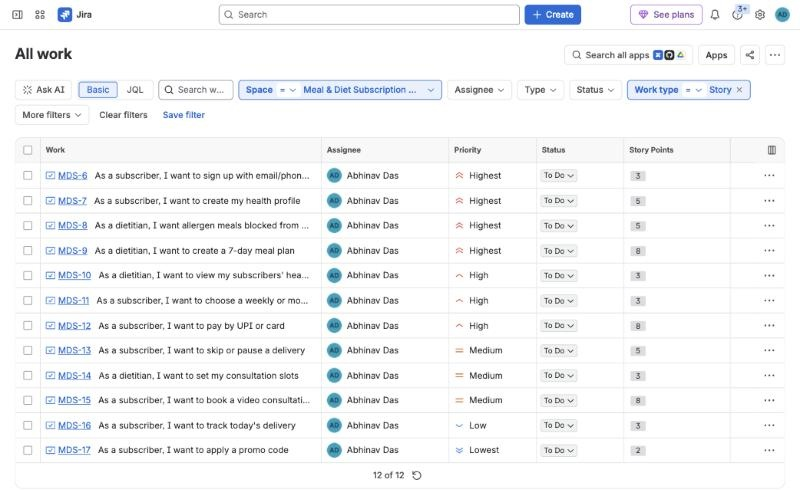 Jira
Search
+ Create
See plans
3+
AD
All work
Search all apps
Apps
Ask AI
Basic
JQL
Search w...
Space = Meal & Diet Subscription ...
Assignee
Type
Status
Work type = Story
More filters
Clear filters
Save filter
Work Assignee Priority Status Story Points
MDS-6 As a subscriber, I want to sign up with email/phon... AD Abhinav Das Highest To Do 3
MDS-7 As a subscriber, I want to create my health profile AD Abhinav Das Highest To Do 5
MDS-8 As a dietitian, I want allergen meals blocked from ... AD Abhinav Das Highest To Do 5
MDS-9 As a dietitian, I want to create a 7-day meal plan AD Abhinav Das Highest To Do 8
MDS-10 As a dietitian, I want to view my subscribers' hea... AD Abhinav Das High To Do 3
MDS-11 As a subscriber, I want to choose a weekly or mo... AD Abhinav Das High To Do 3
MDS-12 As a subscriber, I want to pay by UPI or card AD Abhinav Das High To Do 8
MDS-13 As a subscriber, I want to skip or pause a delivery AD Abhinav Das Medium To Do 5
MDS-14 As a dietitian, I want to set my consultation slots AD Abhinav Das Medium To Do 3
MDS-15 As a subscriber, I want to book a video consultati... AD Abhinav Das Medium To Do 8
MDS-16 As a subscriber, I want to track today's delivery AD Abhinav Das Low To Do 3
MDS-17 As a subscriber, I want to apply a promo code AD Abhinav Das Lowest To Do 2
12 of 12